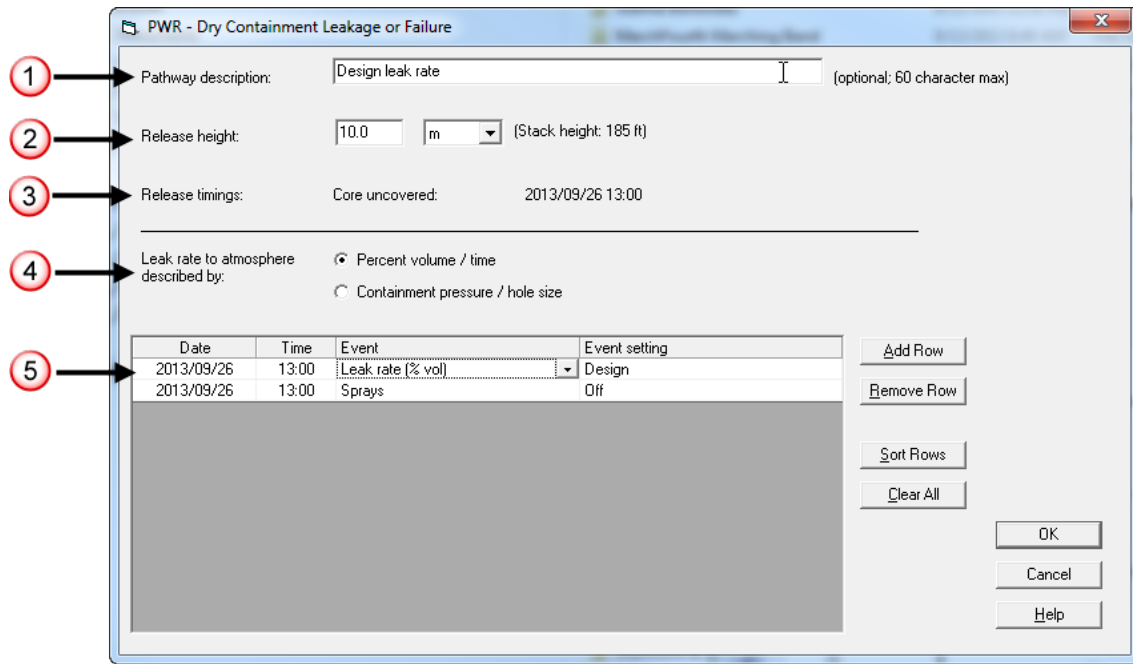 PWR - Dry Containment Leakage or Failure
1 Pathway description: Design leak rate (optional; 60 character max)
2 Release height: 10.0 m (Stack height: 185 ft)
3 Release timings: Core uncovered: 2013/09/26 13:00
4 Leak rate to atmosphere described by: Percent volume / time
Containment pressure / hole size
Date Time Event Event setting
5 2013/09/26 13:00 Leak rate (% vol) Design
2013/09/26 13:00 Sprays Off
Add Row
Remove Row
Sort Rows
Clear All
OK
Cancel
Help